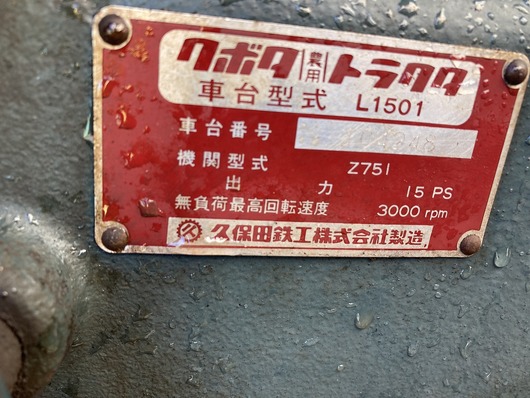 クボタ農用トラクタ
車台型式 L1501
車台番号
機関型式 Z751
出力 15 PS
無負荷最高回転速度 3000 rpm
久保田鉄工株式会社製造